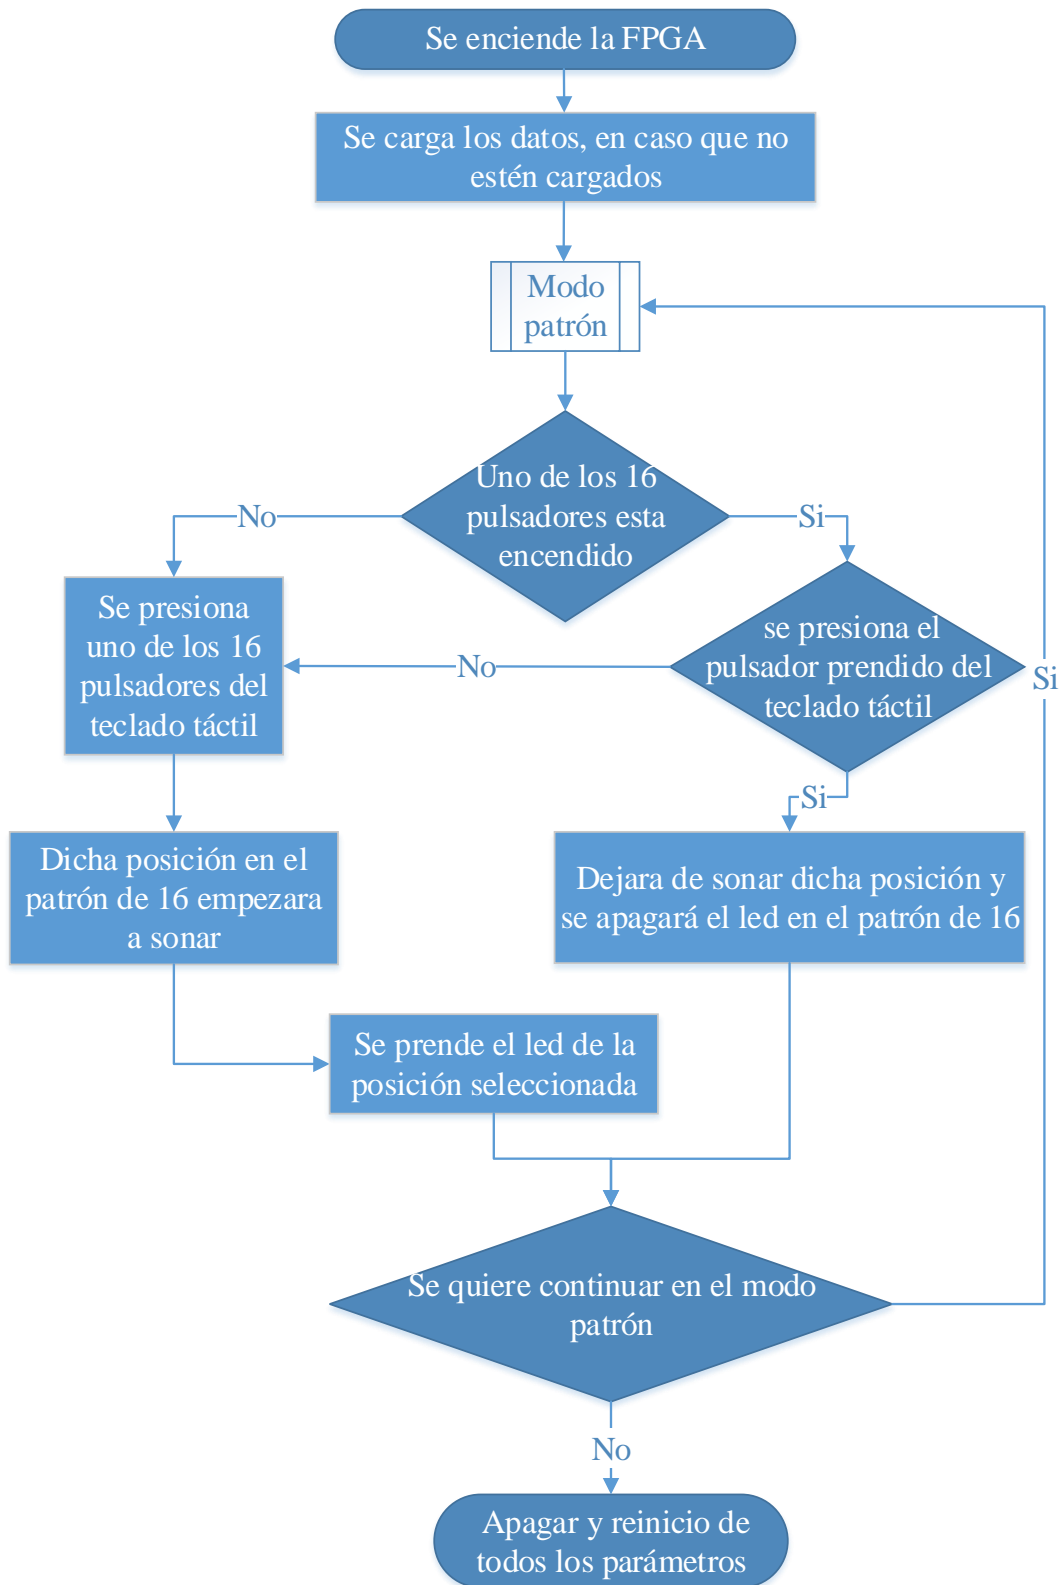 Se enciende la FPGA
Se carga los datos, en caso que no
estén cargados
Modo
patrón
Uno de los 16
pulsadores esta
encendido
No
Si
Se presiona
uno de los 16
pulsadores del
teclado táctil
se presiona el
pulsador prendido del
teclado táctil
No
Si
Si
Dicha posición en el
patrón de 16 empezara
a sonar
Dejara de sonar dicha posición y
se apagará el led en el patrón de 16
Se prende el led de la
posición seleccionada
Se quiere continuar en el modo
patrón
No
Apagar y reinicio de
todos los parámetros